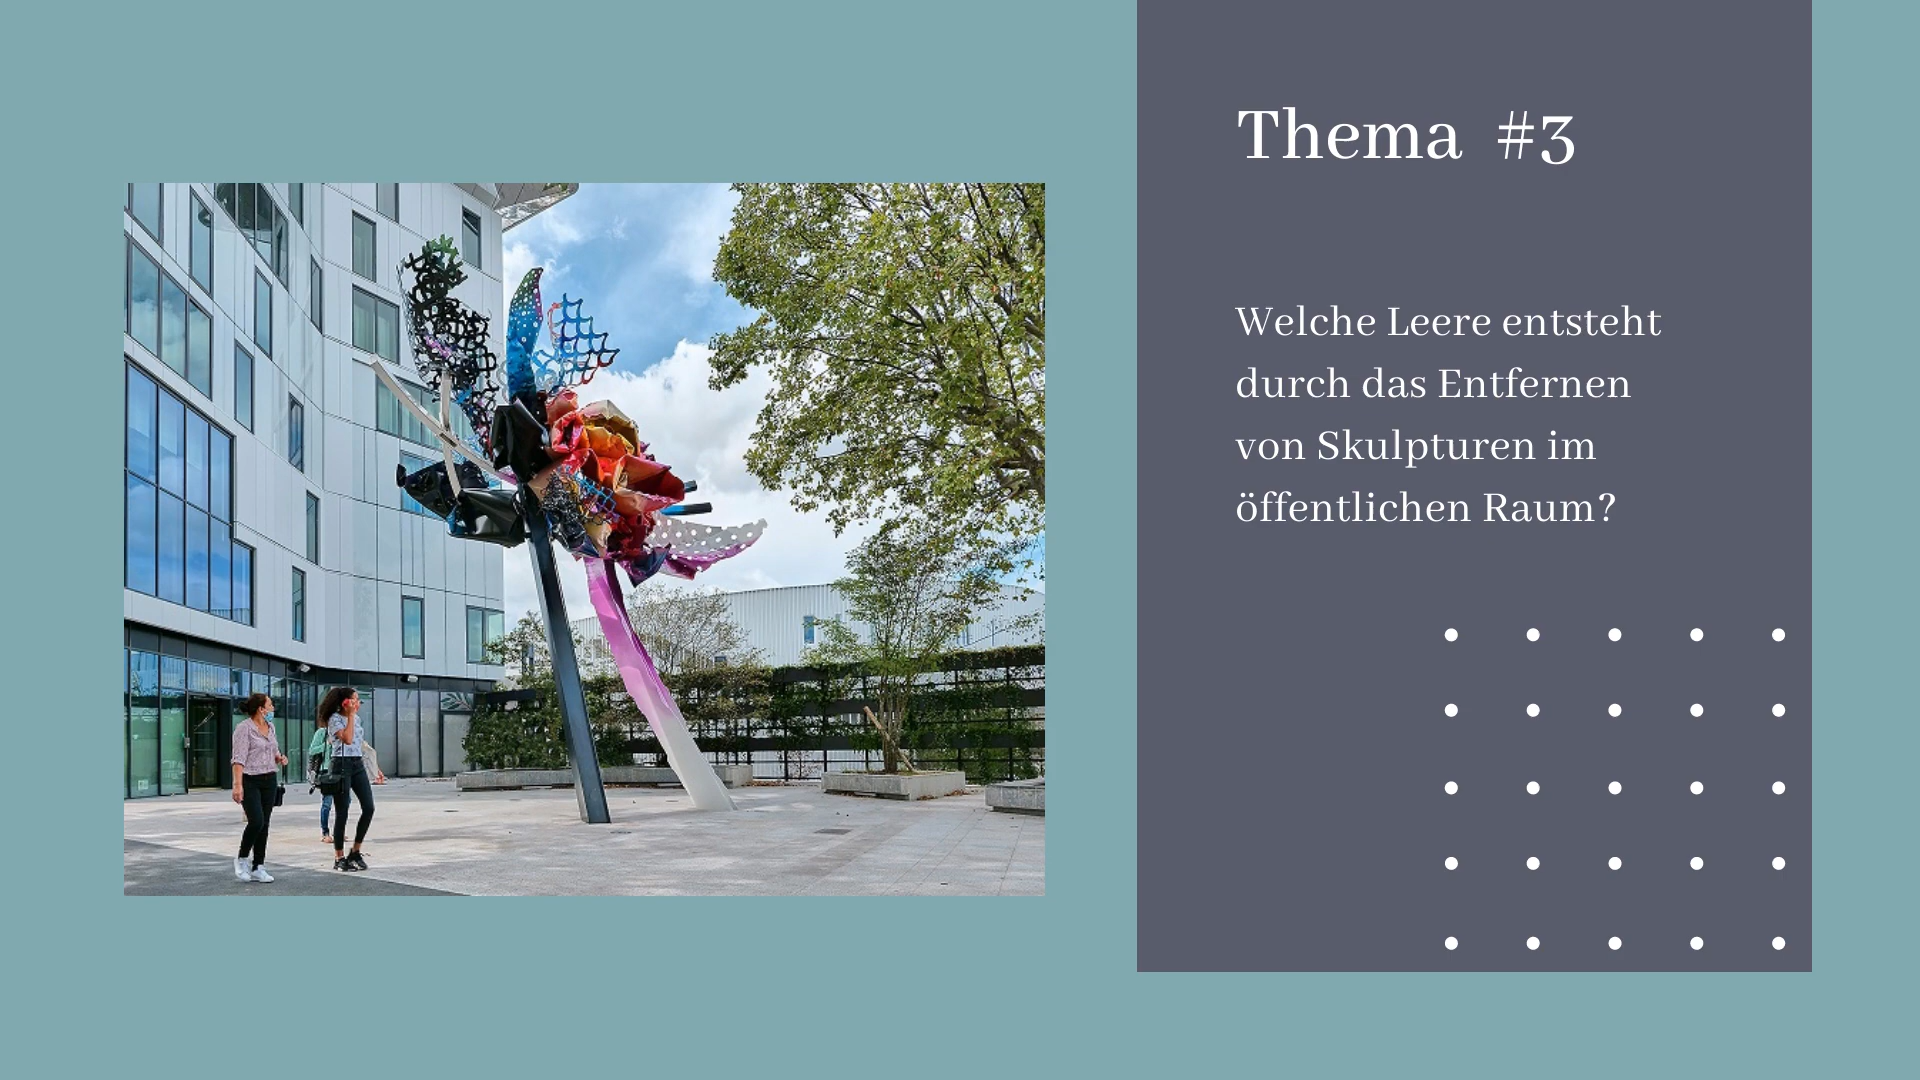 Thema #3
Welche Leere entsteht
durch das Entfernen
von Skulpturen im
öffentlichen Raum?